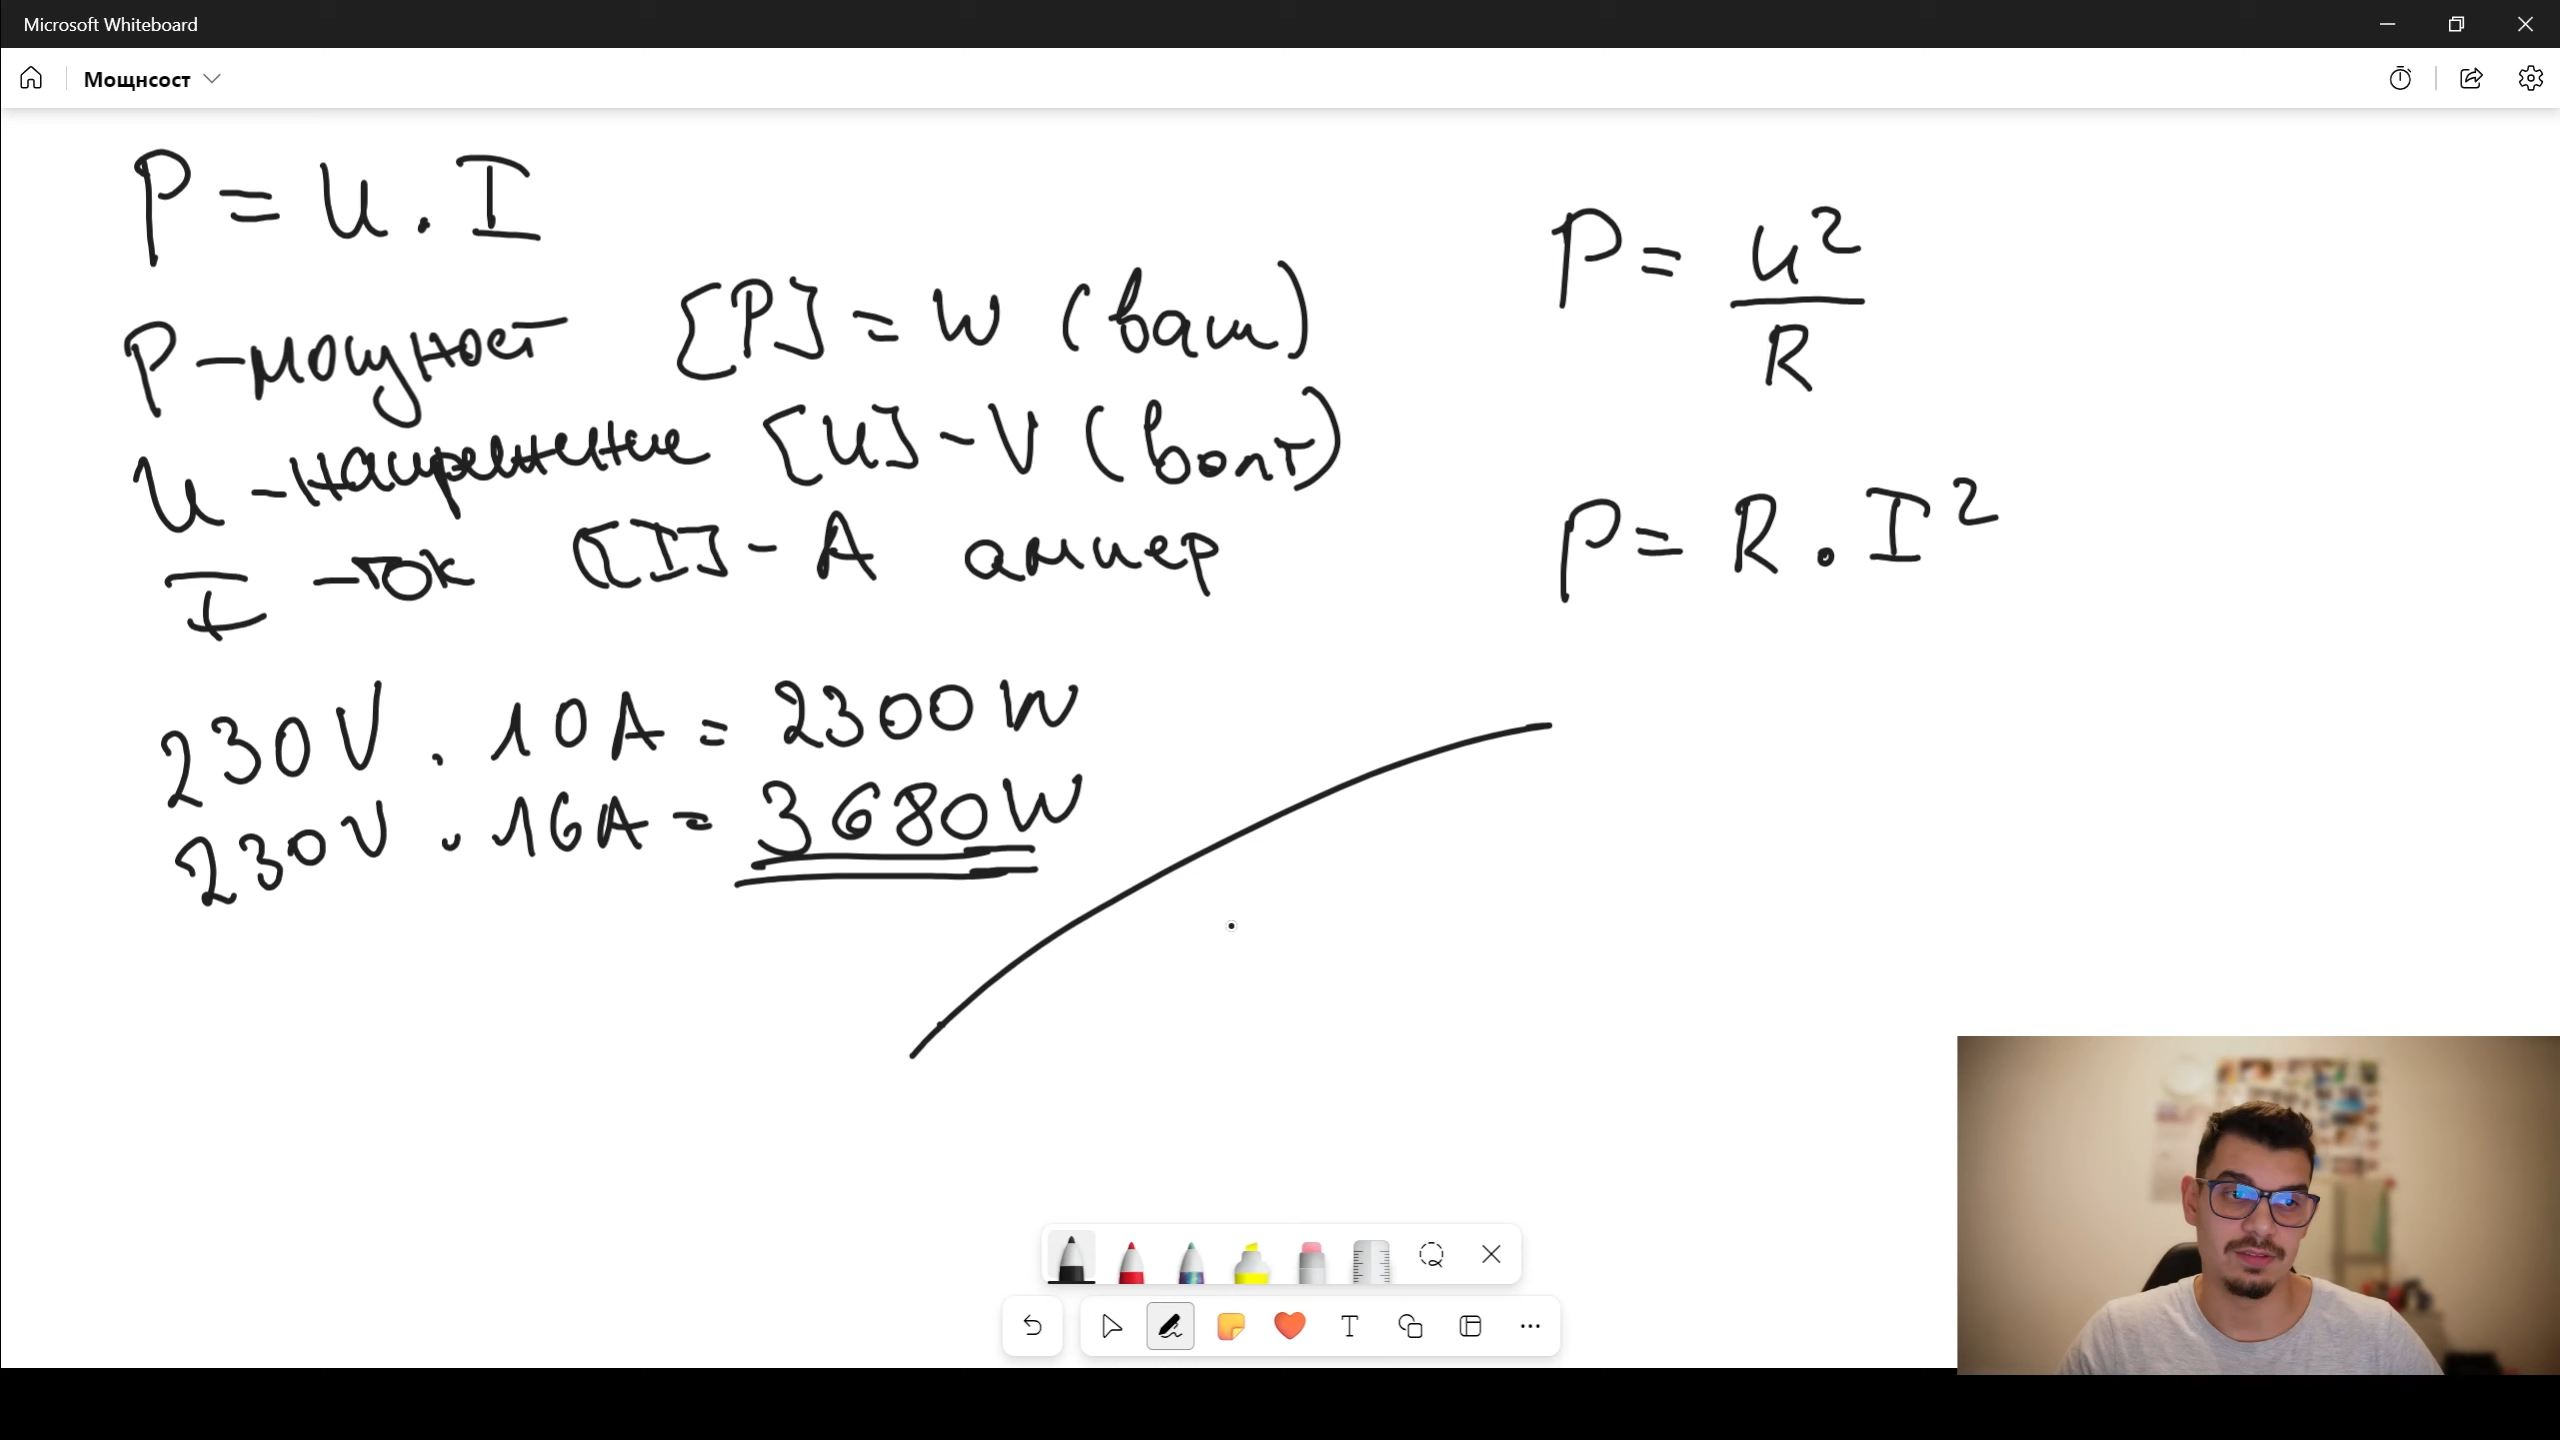 Microsoft Whiteboard
Мощнсост
P = U . I
P - мощност [P] = W (ват)
U - напрежение [U] - V (волт)
I - ток [I] - A ампер
230V . 10A = 2300W
230V . 16A = 3680W
P = U²/R
P = R . I²